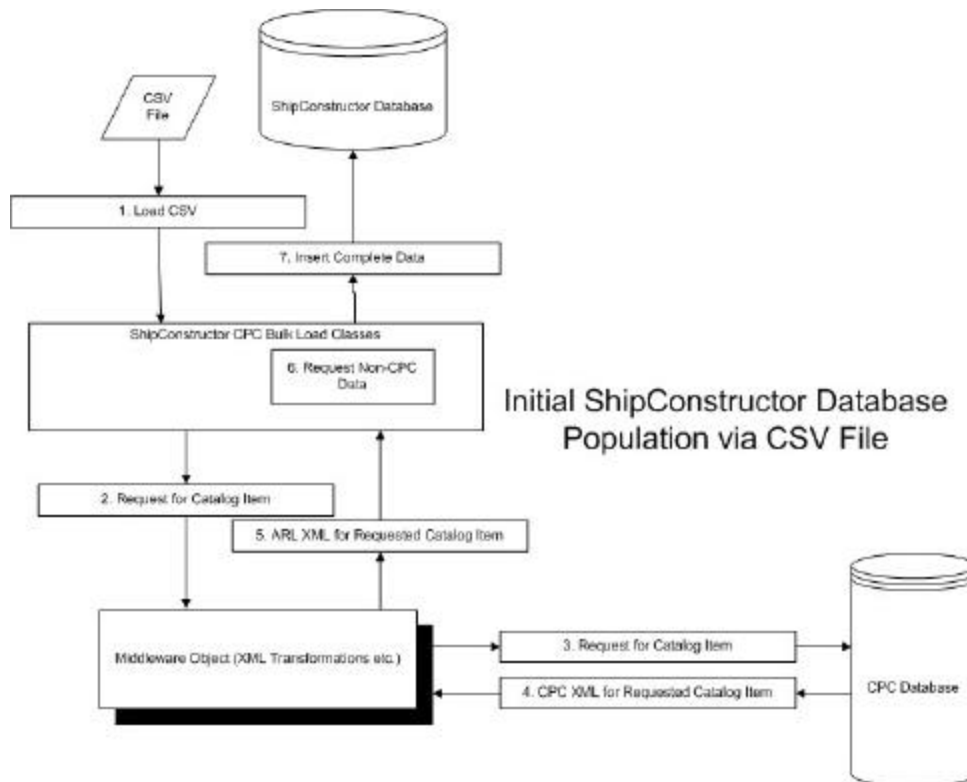 CSV
File
ShipConstructor Database
1. Load CSV
7. Insert Complete Data
ShipConstructor CPC Bulk Load Classes
6. Request Non-CPC
Data
Initial ShipConstructor Database
Population via CSV File
2. Request for Catalog Item
5. ARL XML for Requested Catalog Item
Middleware Object (XML Transformations etc.)
3. Request for Catalog Item
4. CPC XML for Requested Catalog Item
CPC Database